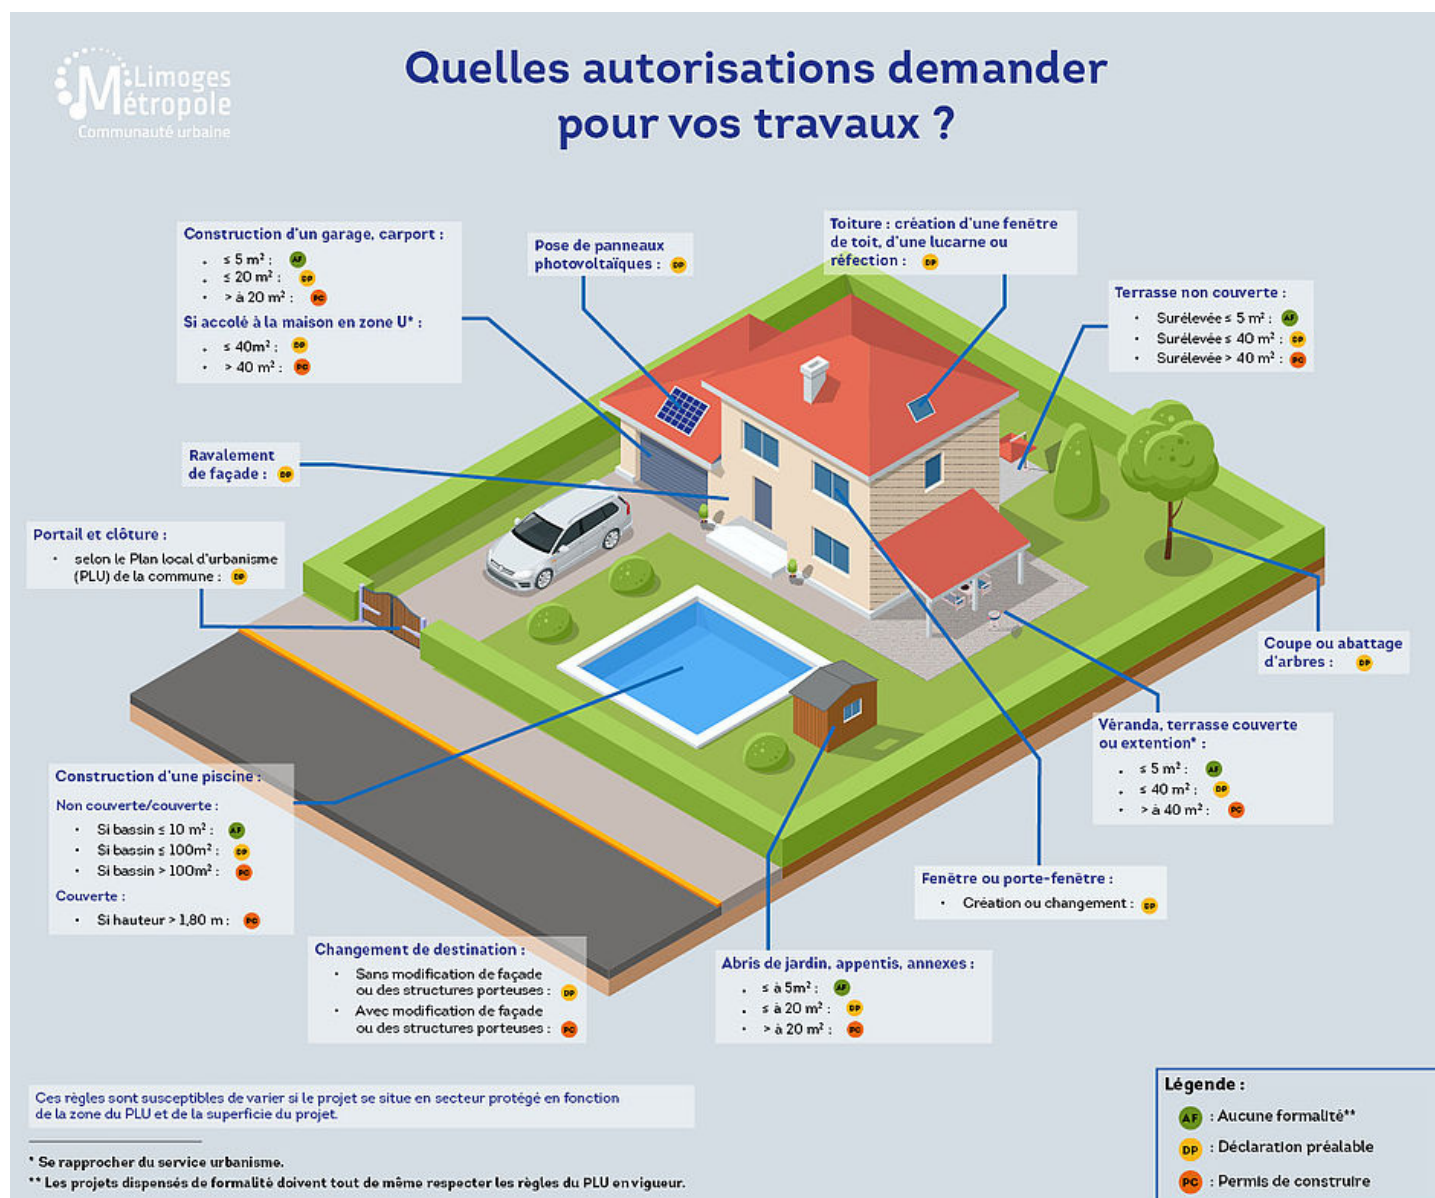 Limoges
Métropole
Communauté urbaine
Quelles autorisations demander
pour vos travaux ?
Construction d'un garage, carport :
. ≤ 5 m² : AF
. ≤ 20 m² : DP
• > à 20 m² : PC
Si accolé à la maison en zone U* :
. ≤ 40m² : DP
• > 40 m² : PC
Pose de panneaux
photovoltaïques : DP
Toiture : création d'une fenêtre
de toit, d'une lucarne ou
réfection : DP
Terrasse non couverte :
• Surélevée ≤ 5 m² : AF
• Surélevée ≤ 40 m² : DP
• Surélevée > 40 m² : PC
Ravalement
de façade : DP
Portail et clôture :
• selon le Plan local d'urbanisme
(PLU) de la commune : DP
Coupe ou abattage
d'arbres : DP
Véranda, terrasse couverte
ou extention* :
. ≤ 5 m² : AF
. ≤ 40 m² : DP
• > à 40 m² : PC
Construction d'une piscine :
Non couverte/couverte :
• Si bassin ≤ 10 m² : AF
• Si bassin ≤ 100m² : DP
• Si bassin > 100m² : PC
Couverte :
• Si hauteur > 1,80 m : PC
Fenêtre ou porte-fenêtre :
• Création ou changement : DP
Changement de destination :
• Sans modification de façade
ou des structures porteuses : DP
• Avec modification de façade
ou des structures porteuses : PC
Abris de jardin, appentis, annexes :
. ≤ à 5m² : AF
. ≤ à 20 m² : DP
• > à 20 m² : PC
Ces règles sont susceptibles de varier si le projet se situe en secteur protégé en fonction
de la zone du PLU et de la superficie du projet.
* Se rapprocher du service urbanisme.
** Les projets dispensés de formalité doivent tout de même respecter les règles du PLU en vigueur.
Légende :
AF : Aucune formalité**
DP : Déclaration préalable
PC : Permis de construire